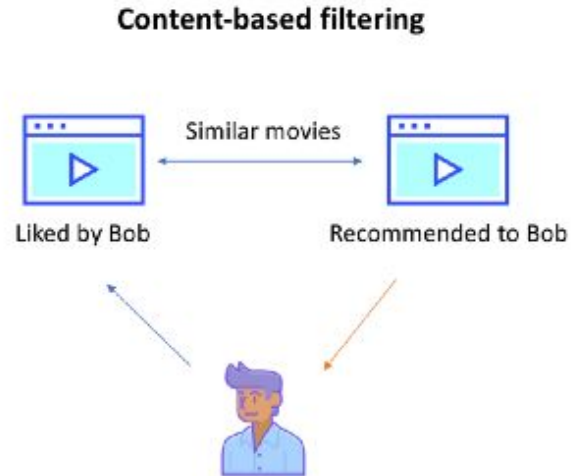 Content-based filtering
Similar movies
Liked by Bob
Recommended to Bob